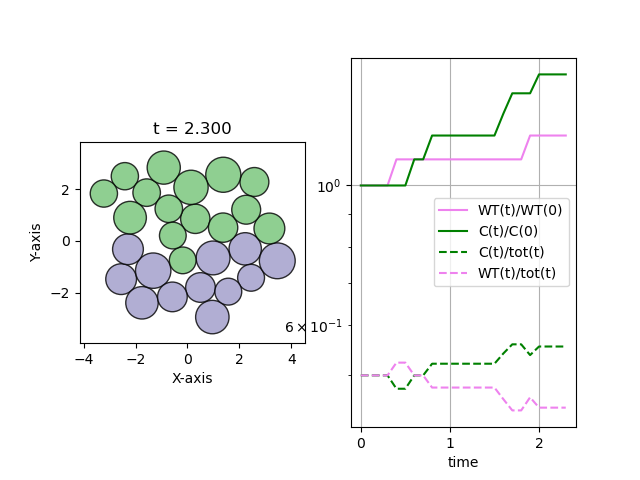 t = 2.300
Y-axis
2
0
−2
−4
−2
0
2
4
X-axis
10⁰
6 × 10⁻¹
WT(t)/WT(0)
C(t)/C(0)
C(t)/tot(t)
WT(t)/tot(t)
0
1
2
time